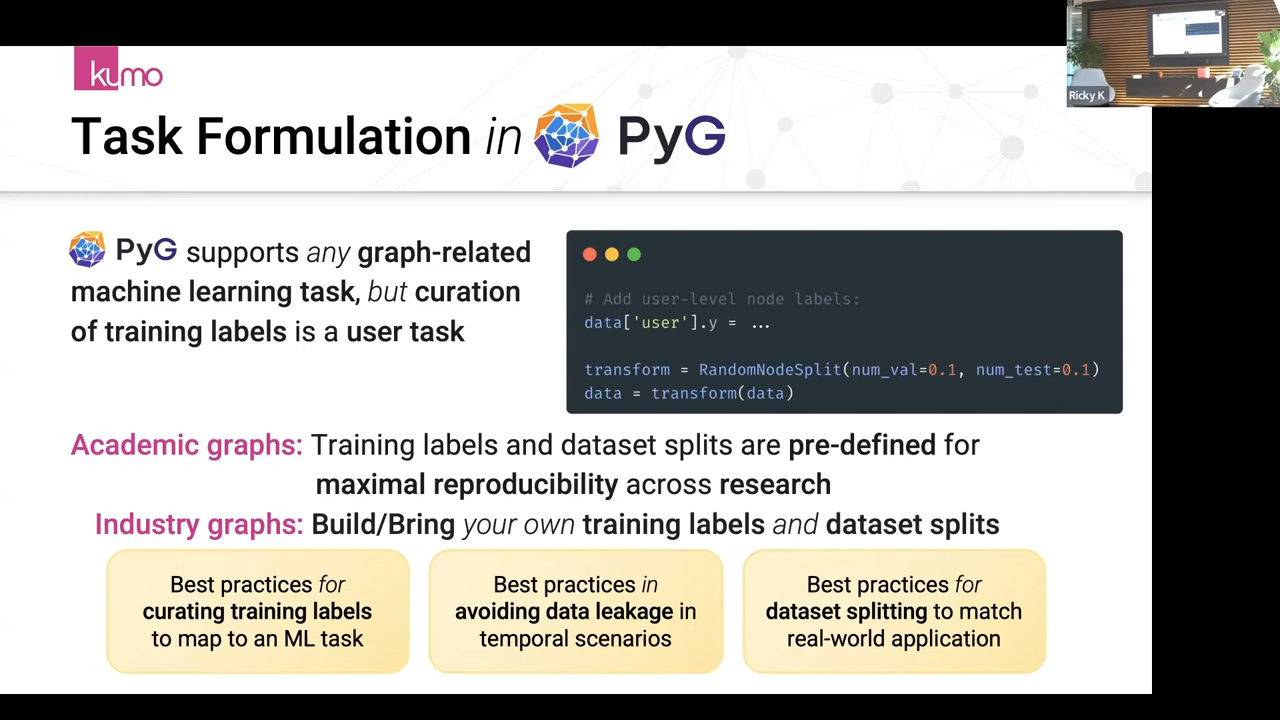 kumo
Task Formulation in PyG
PyG supports any graph-related
machine learning task, but curation
of training labels is a user task
# Add user-level node labels:
data['user'].y = ...
transform = RandomNodeSplit(num_val=0.1, num_test=0.1)
data = transform(data)
Academic graphs: Training labels and dataset splits are pre-defined for
maximal reproducibility across research
Industry graphs: Build/Bring your own training labels and dataset splits
Best practices for
curating training labels
to map to an ML task
Best practices in
avoiding data leakage in
temporal scenarios
Best practices for
dataset splitting to match
real-world application
Ricky K